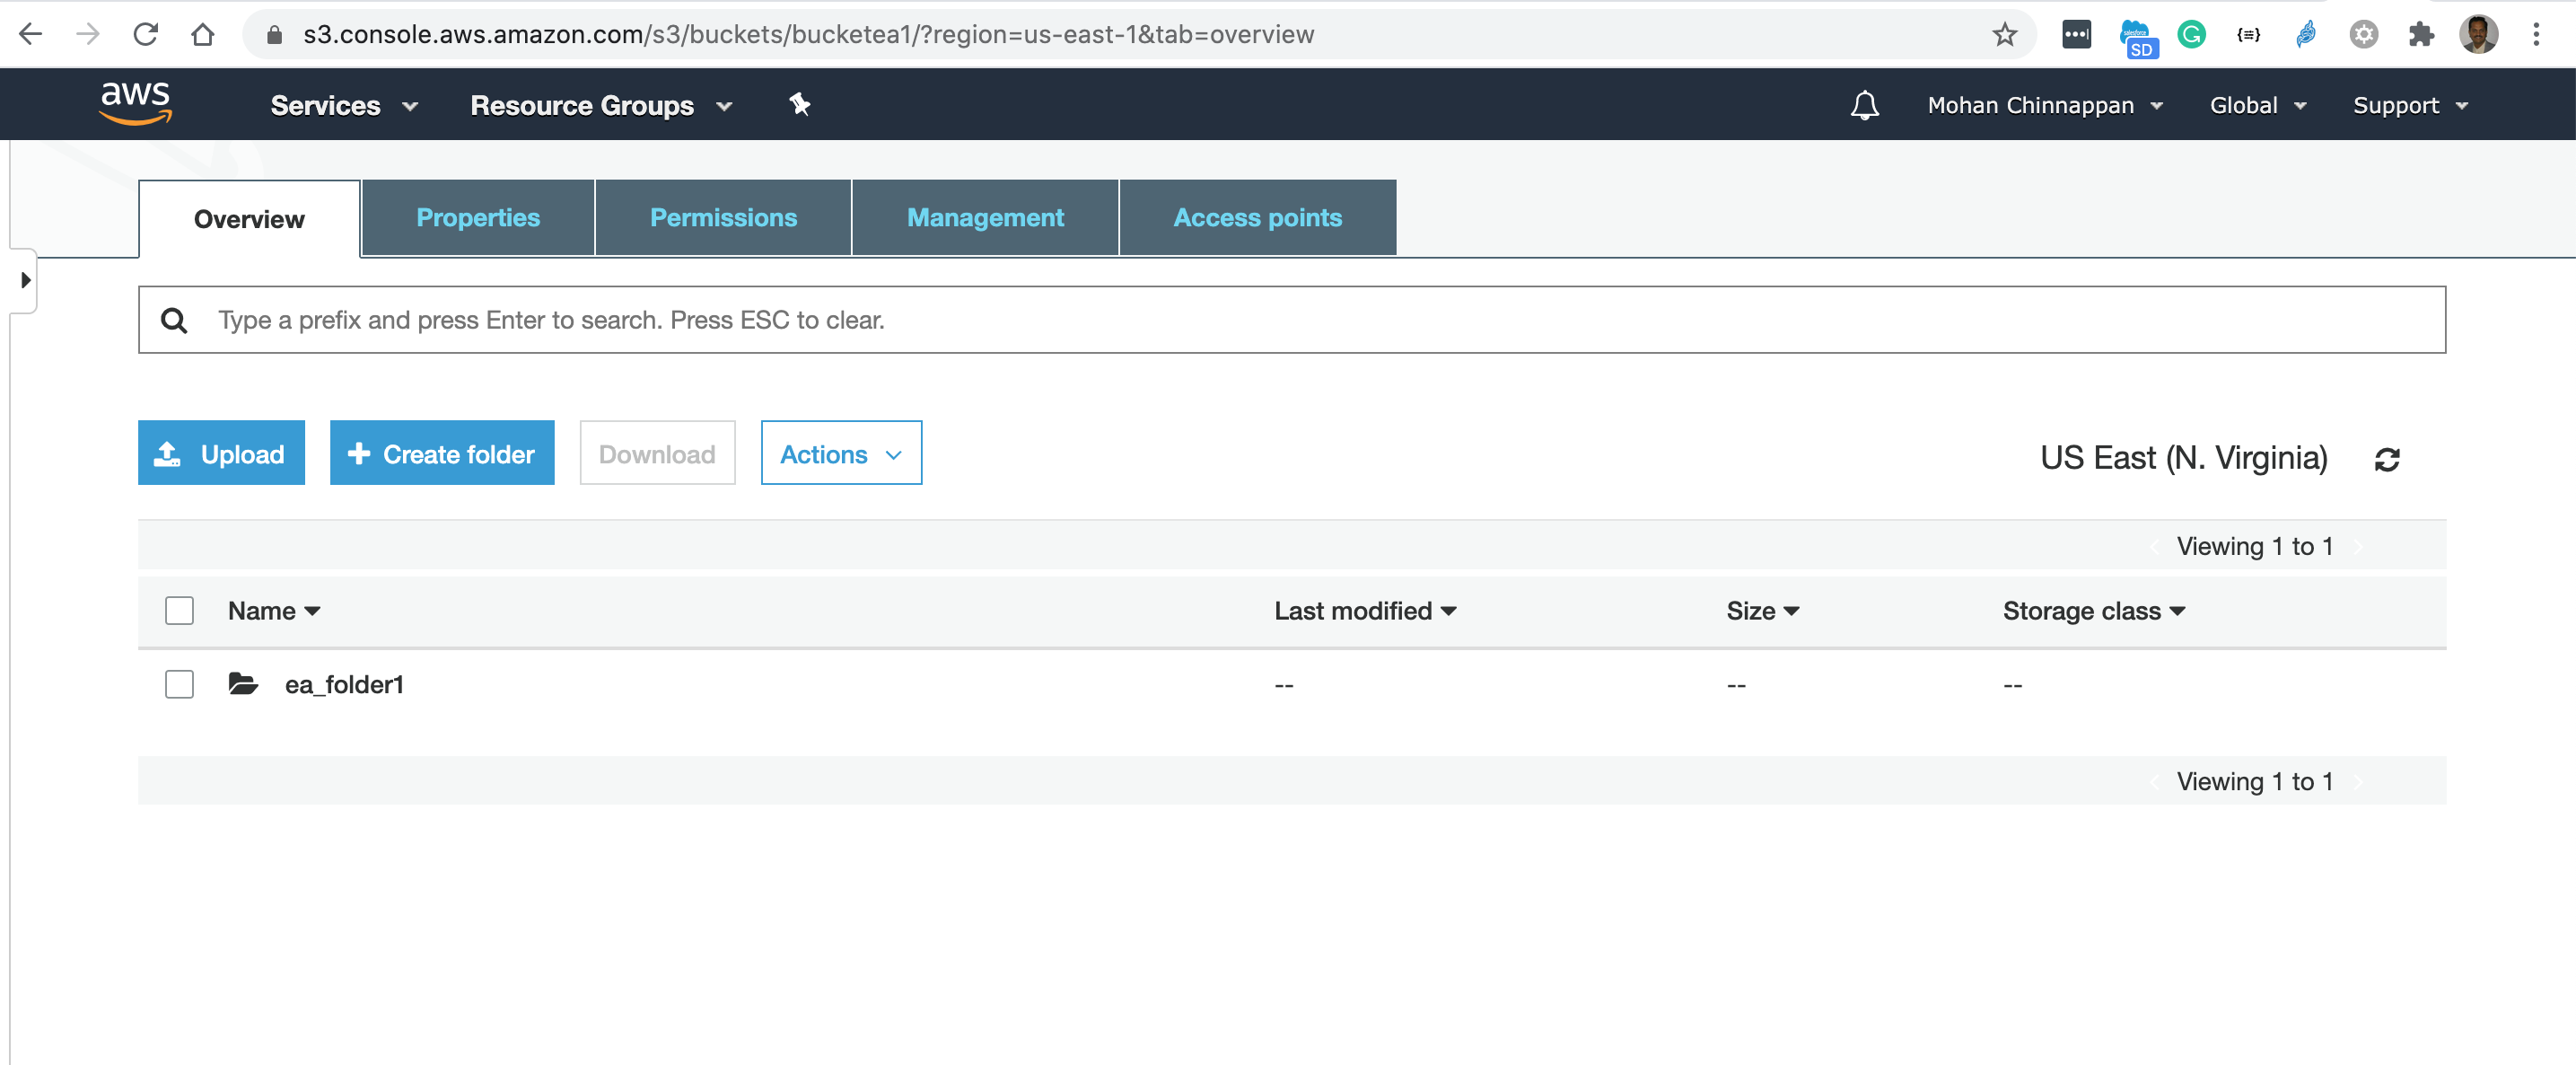 s3.console.aws.amazon.com/s3/buckets/bucketea1/?region=us-east-1&tab=overview
salesforce
SD
G
{≡}
aws
Services
Resource Groups
Mohan Chinnappan
Global
Support
Overview
Properties
Permissions
Management
Access points
Type a prefix and press Enter to search. Press ESC to clear.
Upload
+ Create folder
Download
Actions
US East (N. Virginia)
Viewing 1 to 1
Name
Last modified
Size
Storage class
ea_folder1
--
--
--
Viewing 1 to 1